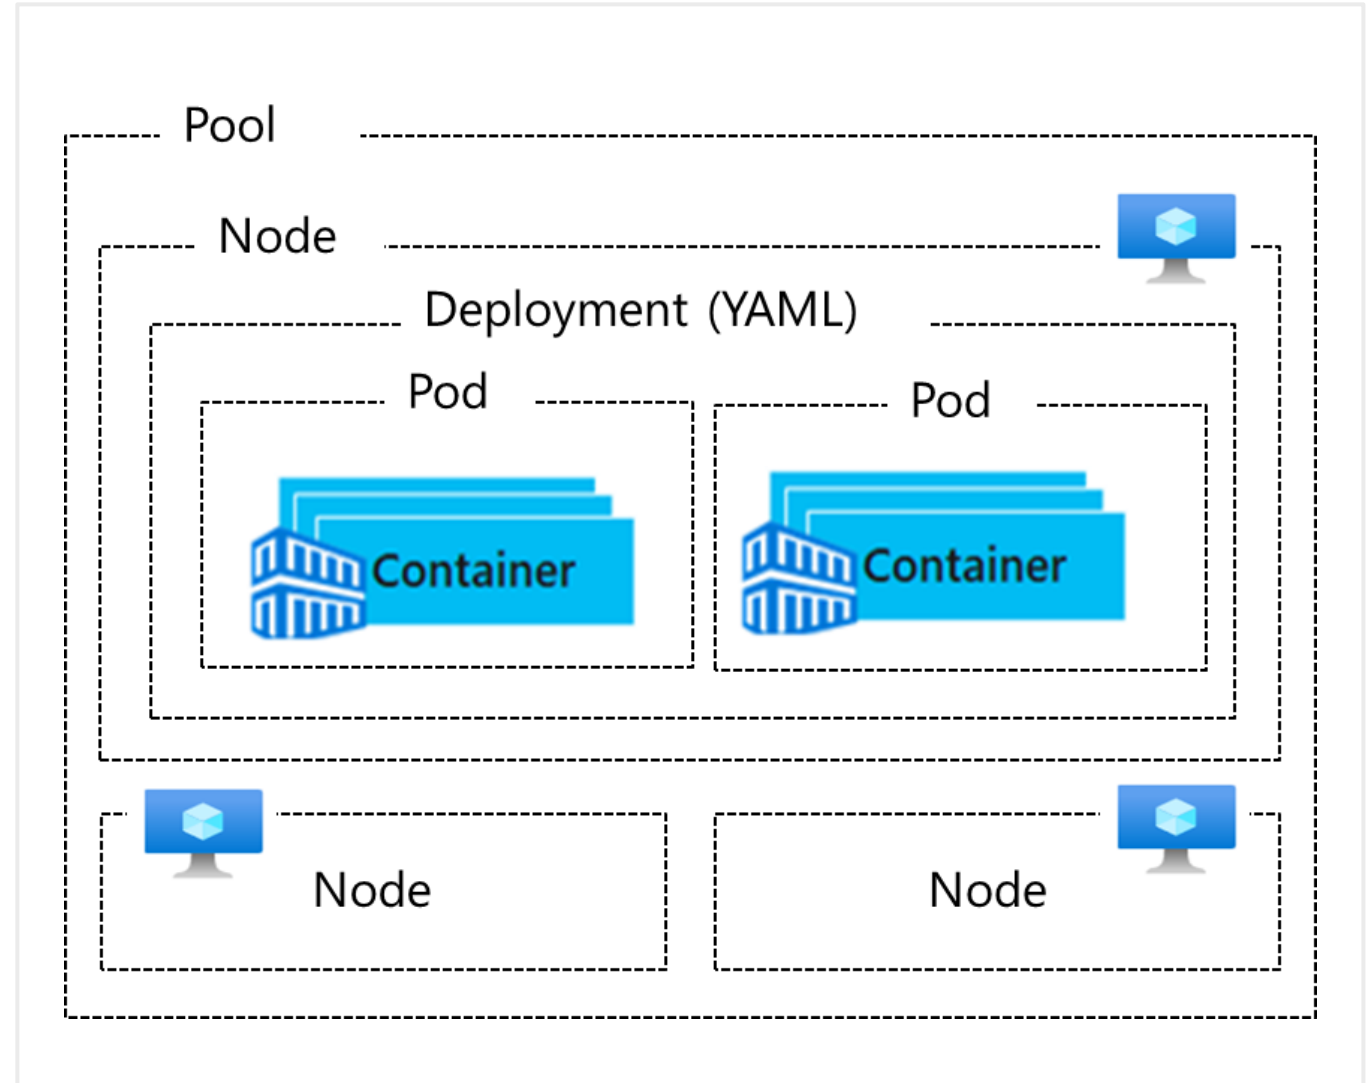 Pool
Node
Deployment (YAML)
Pod
Pod
Container
Container
Node
Node